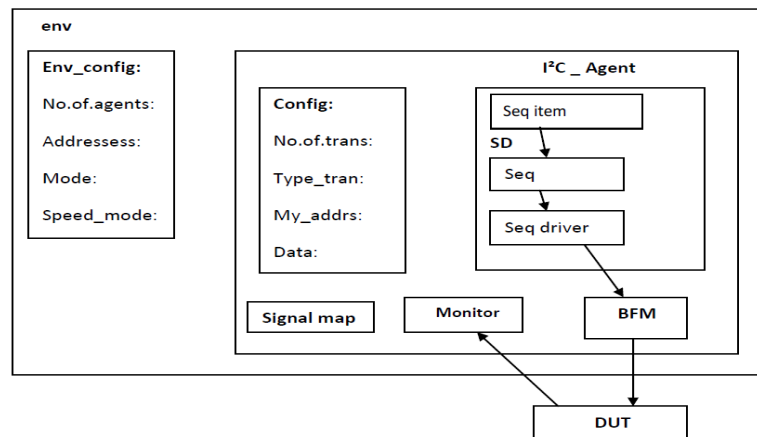 env
Env_config:
No.of.agents:
Addressess:
Mode:
Speed_mode:
I²C _ Agent
Config:
No.of.trans:
Type_tran:
My_addrs:
Data:
Seq item
SD
Seq
Seq driver
Signal map
Monitor
BFM
DUT